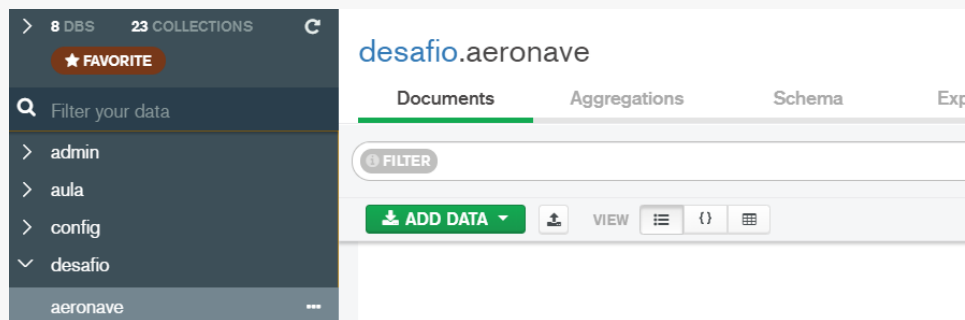 8 DBS 23 COLLECTIONS
FAVORITE
Filter your data
admin
aula
config
desafio
aeronave
desafio.aeronave
Documents Aggregations Schema Exp
FILTER
ADD DATA VIEW {}